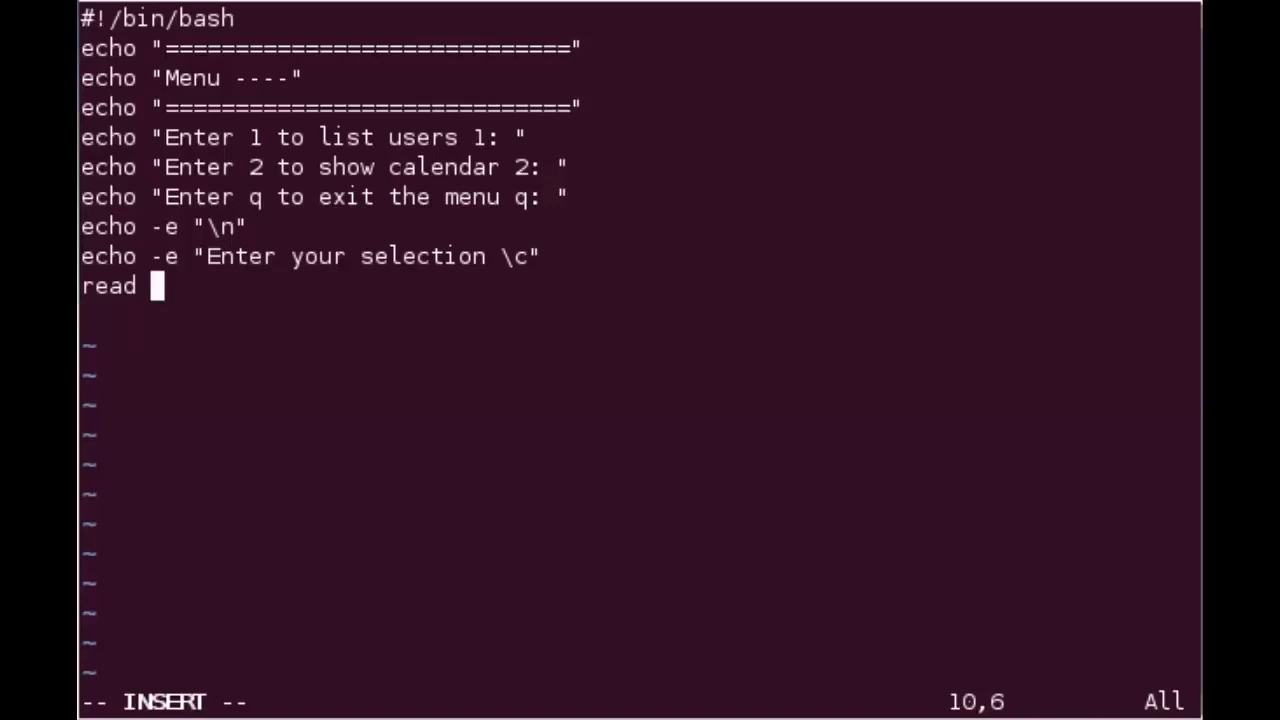 #!/bin/bash
echo "============================="
echo "Menu ----"
echo "============================="
echo "Enter 1 to list users 1: "
echo "Enter 2 to show calendar 2: "
echo "Enter q to exit the menu q: "
echo -e "\n"
echo -e "Enter your selection \c"
read
~
~
~
~
~
~
~
~
~
~
~
~
-- INSERT -- 10,6 All